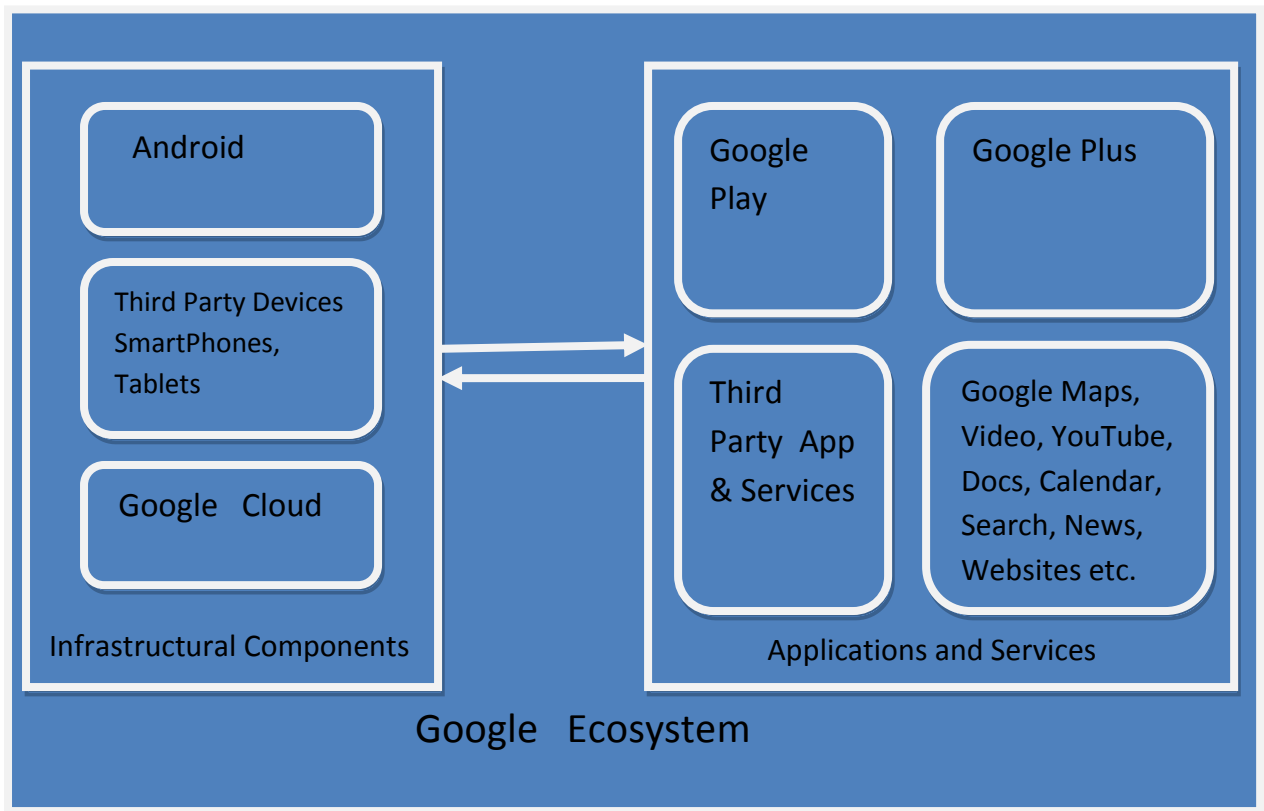 Android
Third Party Devices
SmartPhones,
Tablets
Google Cloud
Infrastructural Components
Google
Play
Google Plus
Third
Party App
& Services
Google Maps,
Video, YouTube,
Docs, Calendar,
Search, News,
Websites etc.
Applications and Services
Google Ecosystem